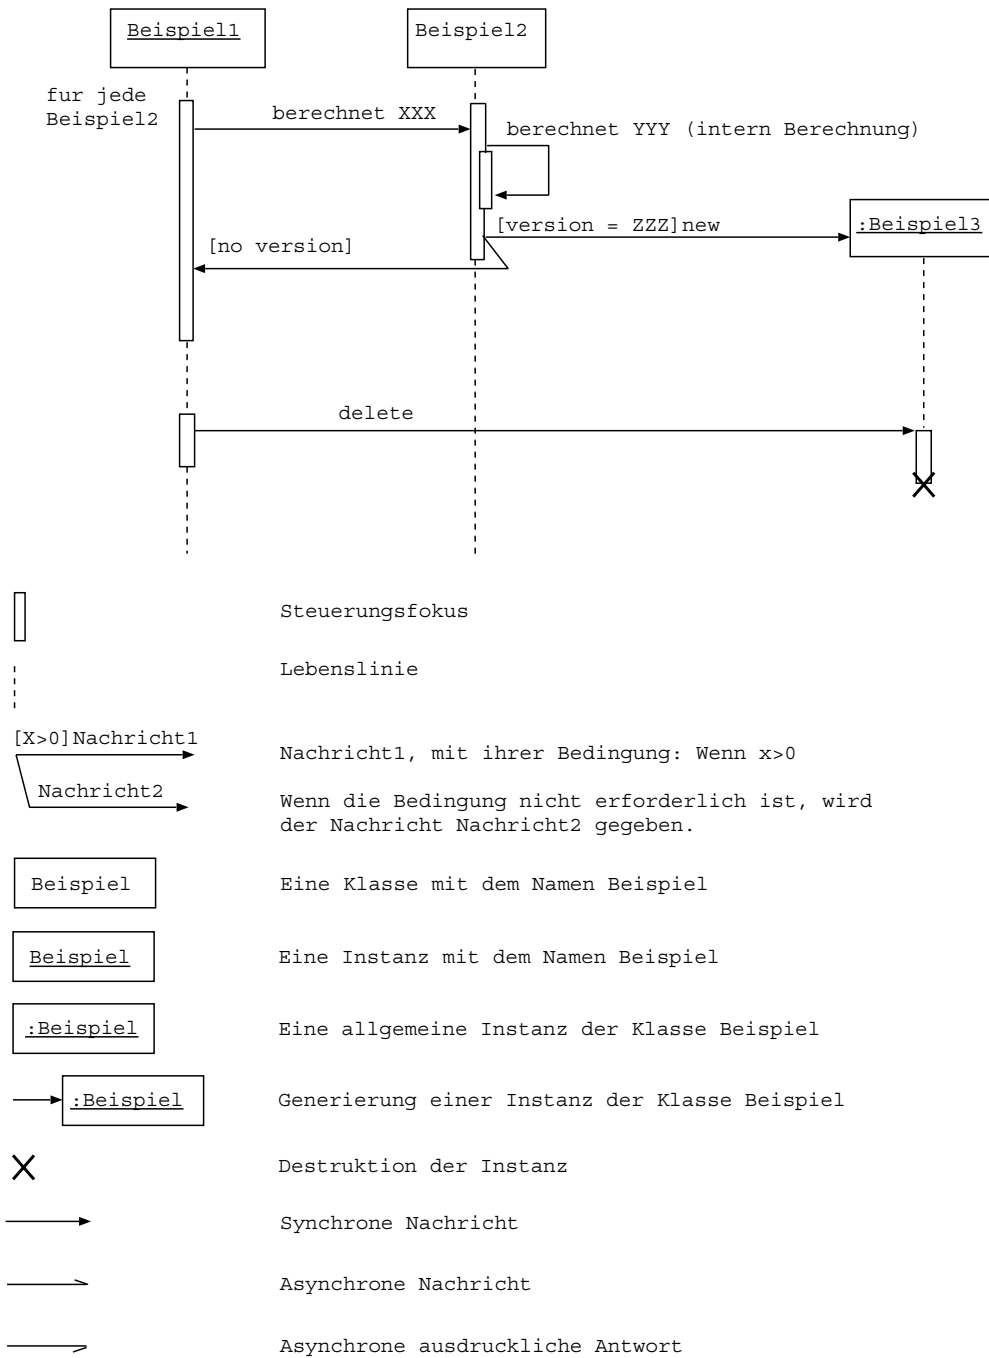 Beispiel1
Beispiel2
fur jede
Beispiel2
berechnet XXX
berechnet YYY (intern Berechnung)
[version = ZZZ]new
:Beispiel3
[no version]
delete
Steuerungsfokus
Lebenslinie
[X>0]Nachricht1
Nachricht1, mit ihrer Bedingung: Wenn x>0
Nachricht2
Wenn die Bedingung nicht erforderlich ist, wird
der Nachricht Nachricht2 gegeben.
Beispiel
Eine Klasse mit dem Namen Beispiel
Beispiel
Eine Instanz mit dem Namen Beispiel
:Beispiel
Eine allgemeine Instanz der Klasse Beispiel
:Beispiel
Generierung einer Instanz der Klasse Beispiel
Destruktion der Instanz
Synchrone Nachricht
Asynchrone Nachricht
Asynchrone ausdruckliche Antwort